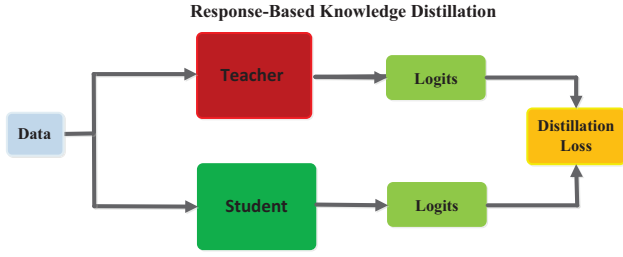 Response-Based Knowledge Distillation
Teacher
Logits
Data
Distillation
Loss
Student
Logits